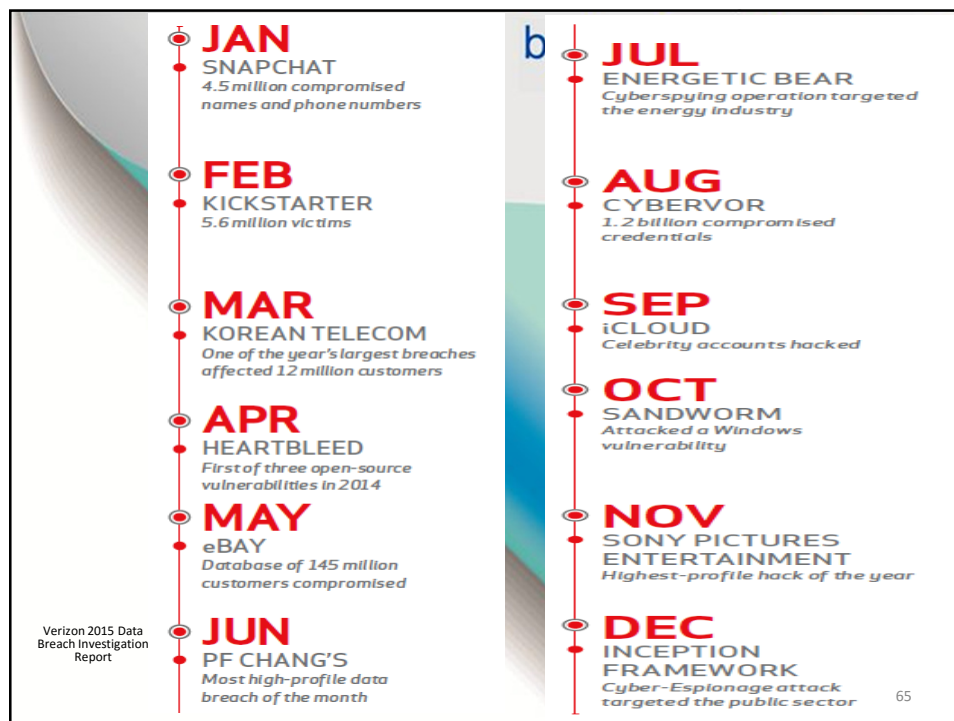 JAN
SNAPCHAT
4.5 million compromised
names and phone numbers
FEB
KICKSTARTER
5.6 million victims
MAR
KOREAN TELECOM
One of the year's largest breaches
affected 12 million customers
APR
HEARTBLEED
First of three open-source
vulnerabilities in 2014
MAY
eBAY
Database of 145 million
customers compromised
JUN
PF CHANG'S
Most high-profile data
breach of the month
Verizon 2015 Data
Breach Investigation
Report
b
JUL
ENERGETIC BEAR
Cyberspying operation targeted
the energy industry
AUG
CYBERVOR
1.2 billion compromised
credentials
SEP
iCLOUD
Celebrity accounts hacked
OCT
SANDWORM
Attacked a Windows
vulnerability
NOV
SONY PICTURES
ENTERTAINMENT
Highest-profile hack of the year
DEC
INCEPTION
FRAMEWORK
Cyber-Espionage attack
targeted the public sector
65